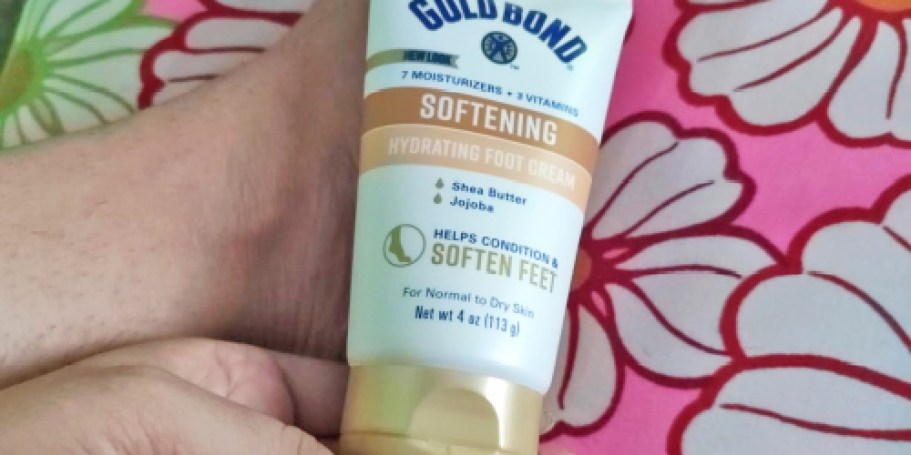 GOLD BOND
NEW LOOK
7 MOISTURIZERS + 3 VITAMINS
SOFTENING
HYDRATING FOOT CREAM
Shea Butter
Jojoba
HELPS CONDITION &
SOFTEN FEET
For Normal to Dry Skin
Net wt 4 oz (113 g)